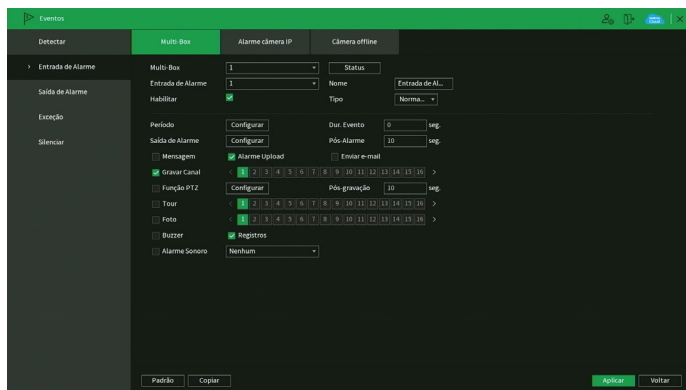 Eventos
Detectar
Multi-Box Alarme câmera IP Câmera offline
Entrada de Alarme
Saída de Alarme
Exceção
Silenciar
Multi-Box 1 Status
Entrada de Alarme 1 Nome Entrada de Al...
Habilitar Tipo Norma...
Período Configurar Dur. Evento 0 seg.
Saída de Alarme Configurar Pós-Alarme 10 seg.
Mensagem Alarme Upload Enviar e-mail
Gravar Canal < 1 2 3 4 5 6 7 8 9 10 11 12 13 14 15 16 >
Função PTZ Configurar Pós-gravação 10 seg.
Tour < 1 2 3 4 5 6 7 8 9 10 11 12 13 14 15 16 >
Foto < 1 2 3 4 5 6 7 8 9 10 11 12 13 14 15 16 >
Buzzer Registros
Alarme Sonoro Nenhum
Padrão Copiar Aplicar Voltar